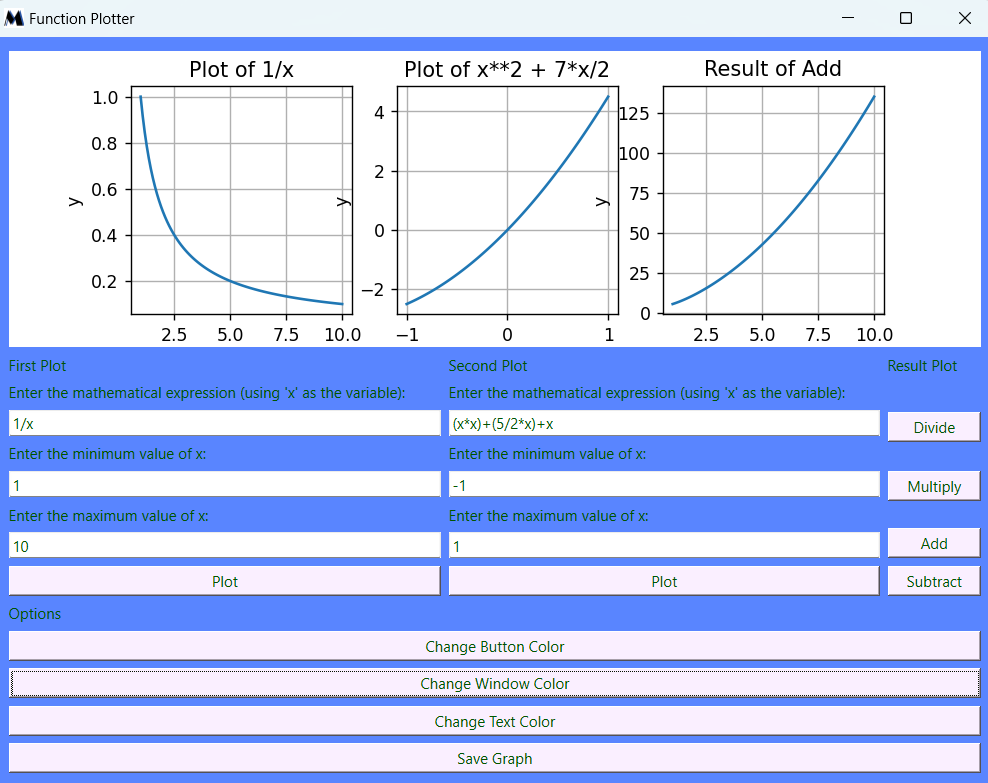 Function Plotter
Plot of 1/x
Plot of x**2 + 7*x/2
Result of Add
1.0
0.8
0.6
0.4
0.2
y
2.5 5.0 7.5 10.0
4
2
0
−2
y
−1 0 1
125
100
75
50
25
0
y
2.5 5.0 7.5 10.0
First Plot
Second Plot
Result Plot
Enter the mathematical expression (using 'x' as the variable):
Enter the mathematical expression (using 'x' as the variable):
1/x
(x*x)+(5/2*x)+x
Divide
Enter the minimum value of x:
Enter the minimum value of x:
1
-1
Multiply
Enter the maximum value of x:
Enter the maximum value of x:
10
1
Add
Plot
Plot
Subtract
Options
Change Button Color
Change Window Color
Change Text Color
Save Graph